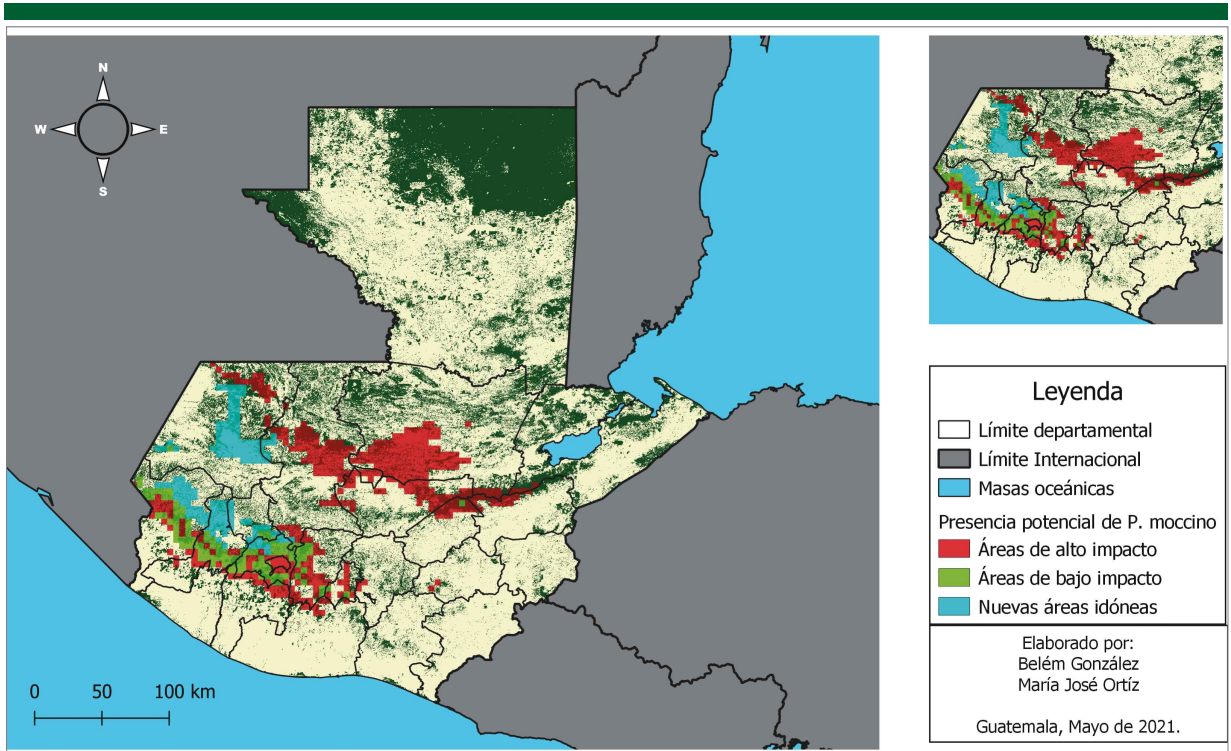 N
W E
S
0 50 100 km
Leyenda
Límite departamental
Límite Internacional
Masas oceánicas
Presencia potencial de P. moccino
Áreas de alto impacto
Áreas de bajo impacto
Nuevas áreas idóneas
Elaborado por:
Belém González
María José Ortíz
Guatemala, Mayo de 2021.